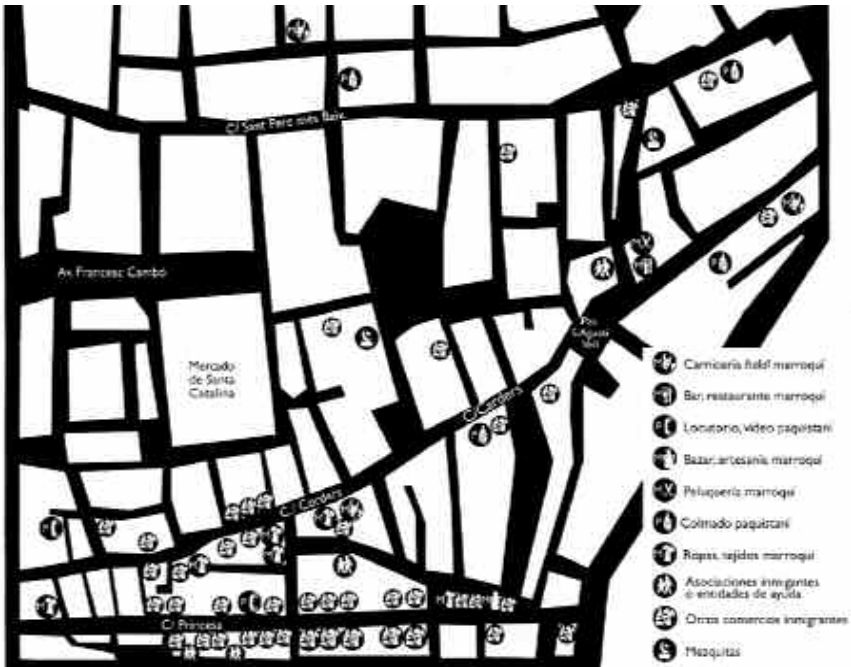 C/ Sant Pere més Baix
Av. Francesc Cambó
Mercado
de Santa
Catalina
Pza.
S. Agustí
Vell
C/Carders
C/ Corders
C/ Princesa
Carnicería halal marroquí
Bar, restaurante marroquí
Locutorio, vídeo paquistaní
Bazar, artesanía marroquí
Peluquería marroquí
Colmado paquistaní
Ropas, tejidos marroquí
Asociaciones inmigrantes
o entidades de ayuda
Otros comercios inmigrantes
Mezquitas